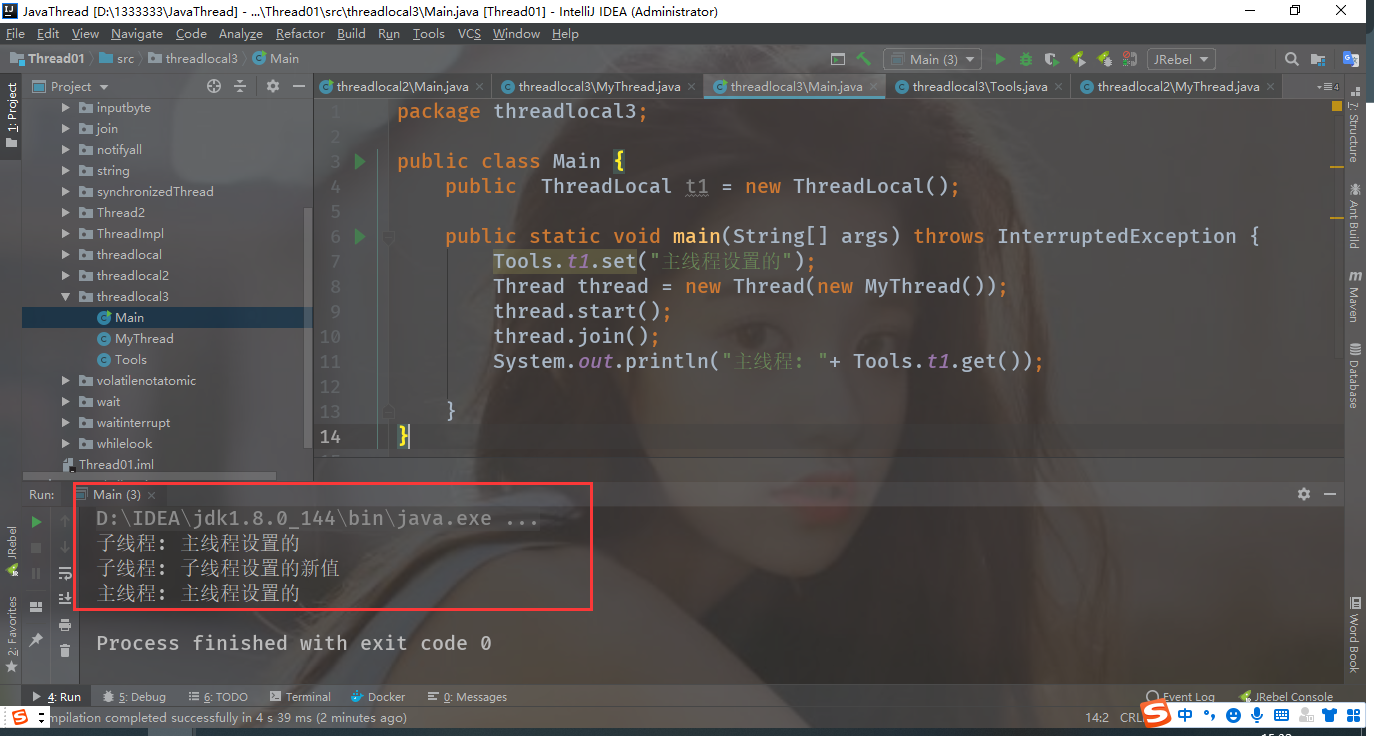 JavaThread [D:\1333333\JavaThread] - ...\Thread01\src\threadlocal3\Main.java [Thread01] - IntelliJ IDEA (Administrator)
File Edit View Navigate Code Analyze Refactor Build Run Tools VCS Window Help
Thread01 src threadlocal3 Main
Main (3) JRebel
Project
threadlocal2\Main.java threadlocal3\MyThread.java threadlocal3\Main.java threadlocal3\Tools.java threadlocal2\MyThread.java
4
1: Project
inputbyte
join
notifyall
string
synchronizedThread
Thread2
ThreadImpl
threadlocal
threadlocal2
threadlocal3
Main
MyThread
Tools
volatilenotatomic
wait
waitinterrupt
whilelook
Thread01.iml
1 package threadlocal3;
2
3 public class Main {
4 public  ThreadLocal t1 = new ThreadLocal();
5
6 public static void main(String[] args) throws InterruptedException {
7 Tools.t1.set("主线程设置的");
8 Thread thread = new Thread(new MyThread());
9 thread.start();
10 thread.join();
11 System.out.println("主线程: "+ Tools.t1.get());
12
13 }
14 }
7: Structure
Ant Build
m Maven
Database
Word Book
Run: Main (3)
D:\IDEA\jdk1.8.0_144\bin\java.exe ...
子线程: 主线程设置的
子线程: 子线程设置的新值
主线程: 主线程设置的
Process finished with exit code 0
JRebel
2: Favorites
4: Run 5: Debug 6: TODO Terminal Docker 0: Messages Event Log JRebel Console
mpilation completed successfully in 4 s 39 ms (2 minutes ago)
14:2 CRL
中